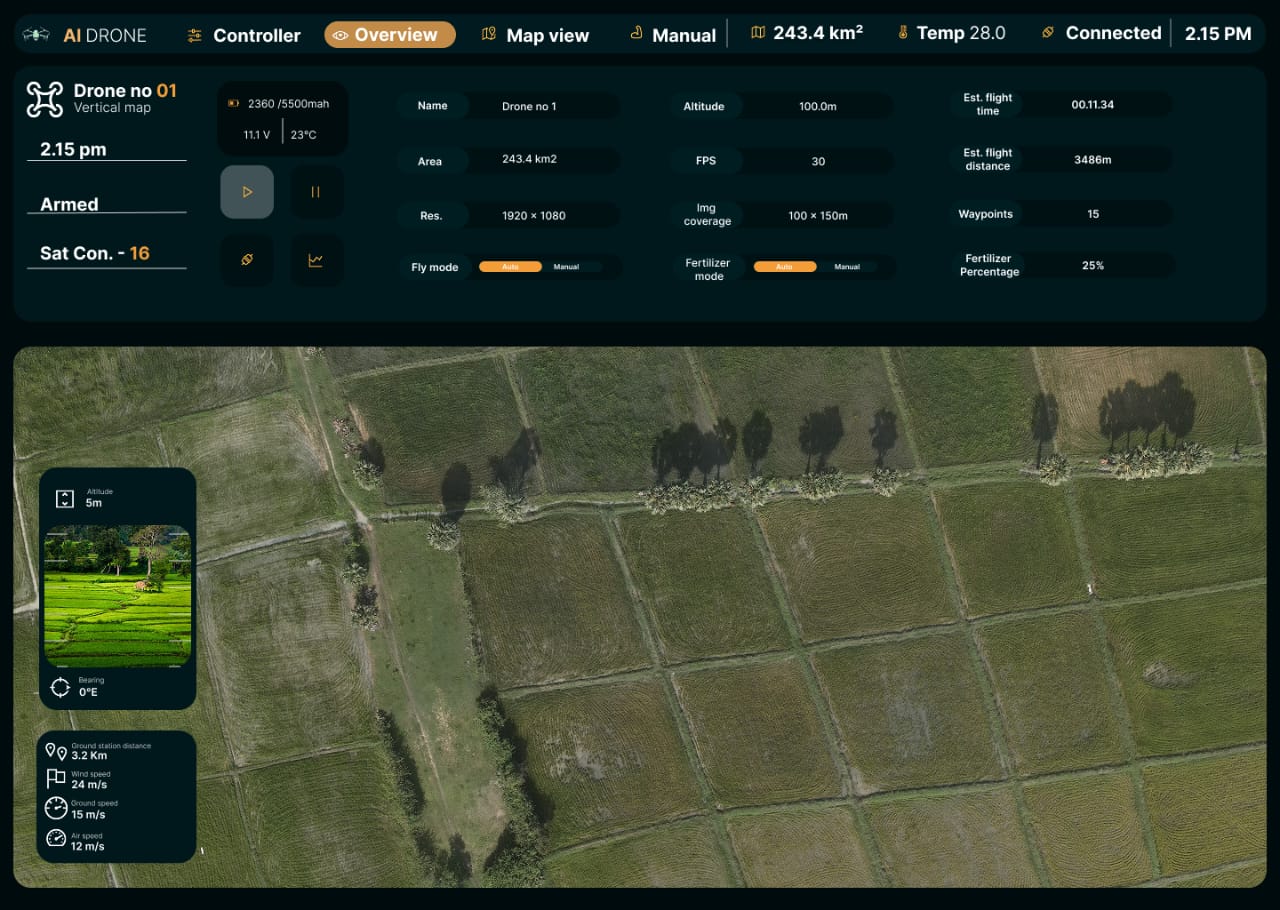 AI DRONE Controller Overview Map view Manual 243.4 km² Temp 28.0 Connected 2.15 PM
Drone no 01
Vertical map
2.15 pm
Armed
Sat Con. - 16
2360 /5500mah
11.1 V 23°C
Name Drone no 1
Area 243.4 km2
Res. 1920 × 1080
Fly mode Auto Manual
Altitude 100.0m
FPS 30
Img
coverage
100 × 150m
Fertilizer
mode
Auto Manual
Est. flight
time
00.11.34
Est. flight
distance
3486m
Waypoints 15
Fertilizer
Percentage
25%
Altitude
5m
Bearing
0°E
Ground station distance
3.2 Km
Wind speed
24 m/s
Ground speed
15 m/s
Air speed
12 m/s